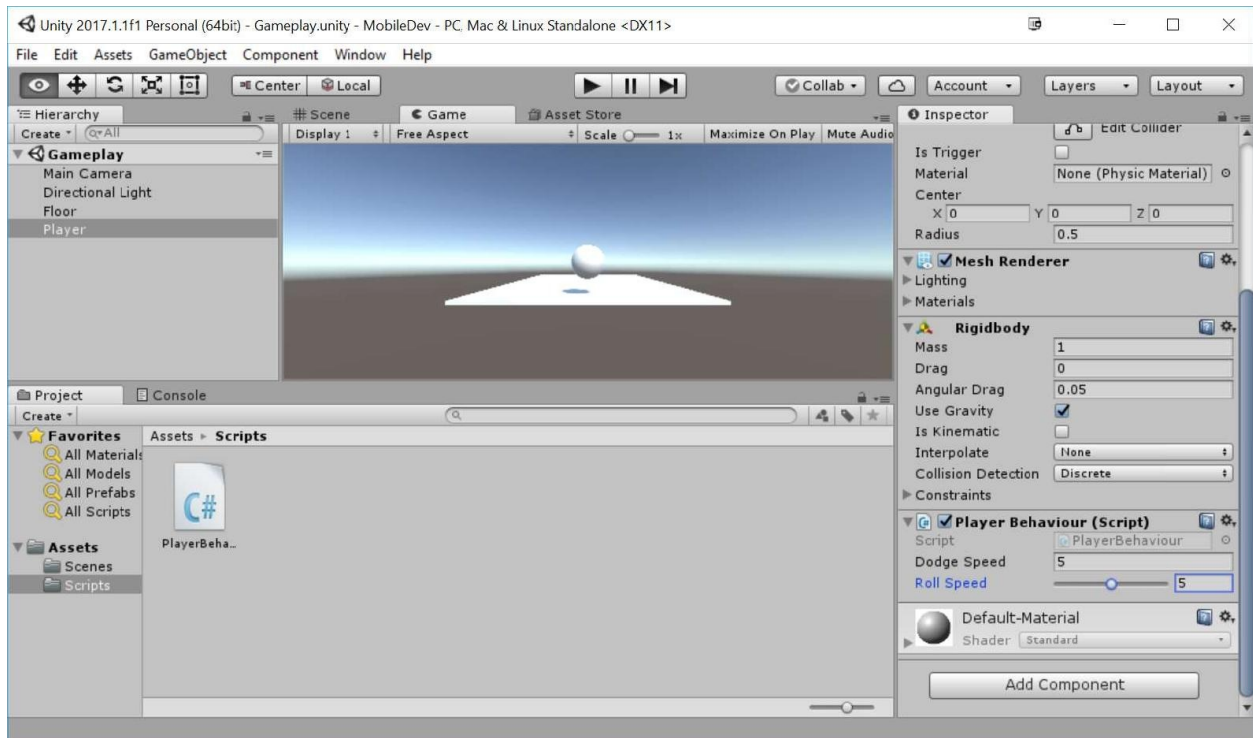 Unity 2017.1.1f1 Personal (64bit) - Gameplay.unity - MobileDev - PC, Mac & Linux Standalone <DX11>
File Edit Assets GameObject Component Window Help
Center Local Collab Account Layers Layout
Hierarchy
Create All
Gameplay
Main Camera
Directional Light
Floor
Player
Scene Game Asset Store
Display 1 Free Aspect Scale 1x Maximize On Play Mute Audio
Project Console
Create
Favorites
All Materials
All Models
All Prefabs
All Scripts
Assets
Scenes
Scripts
Assets Scripts
C#
PlayerBeha...
Inspector
Edit Collider
Is Trigger
Material None (Physic Material)
Center
X 0 Y 0 Z 0
Radius 0.5
Mesh Renderer
Lighting
Materials
Rigidbody
Mass 1
Drag 0
Angular Drag 0.05
Use Gravity
Is Kinematic
Interpolate None
Collision Detection Discrete
Constraints
Player Behaviour (Script)
Script PlayerBehaviour
Dodge Speed 5
Roll Speed 5
Default-Material
Shader Standard
Add Component